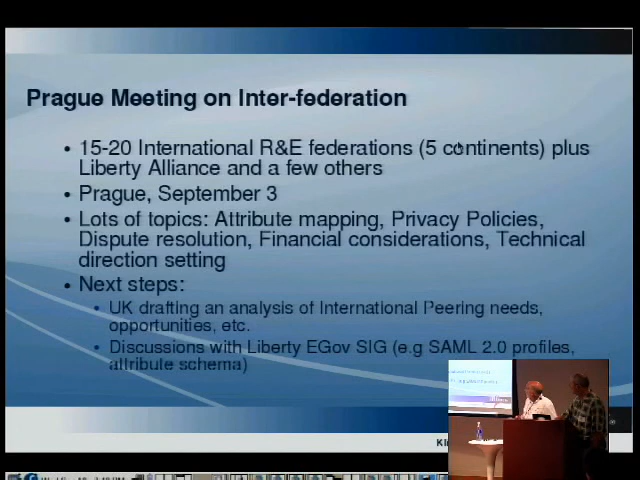 Prague Meeting on Inter-federation
• 15-20 International R&E federations (5 continents) plus
Liberty Alliance and a few others
• Prague, September 3
• Lots of topics: Attribute mapping, Privacy Policies,
Dispute resolution, Financial considerations, Technical
direction setting
• Next steps:
• UK drafting an analysis of International Peering needs,
opportunities, etc.
• Discussions with Liberty EGov SIG (e.g SAML 2.0 profiles,
attribute schema)